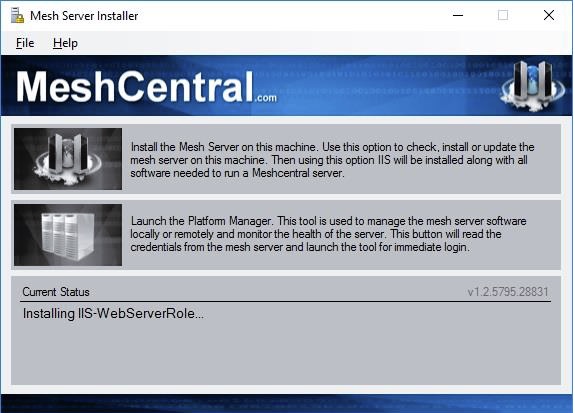 Mesh Server Installer
File Help
MeshCentral.com
Install the Mesh Server on this machine. Use this option to check, install or update the
mesh server on this machine. Then using this option IIS will be installed along with all
software needed to run a Meshcentral server.
Launch the Platform Manager. This tool is used to manage the mesh server software
locally or remotely and monitor the health of the server. This button will read the
credentials from the mesh server and launch the tool for immediate login.
Current Status v1.2.5795.28831
Installing IIS-WebServerRole...